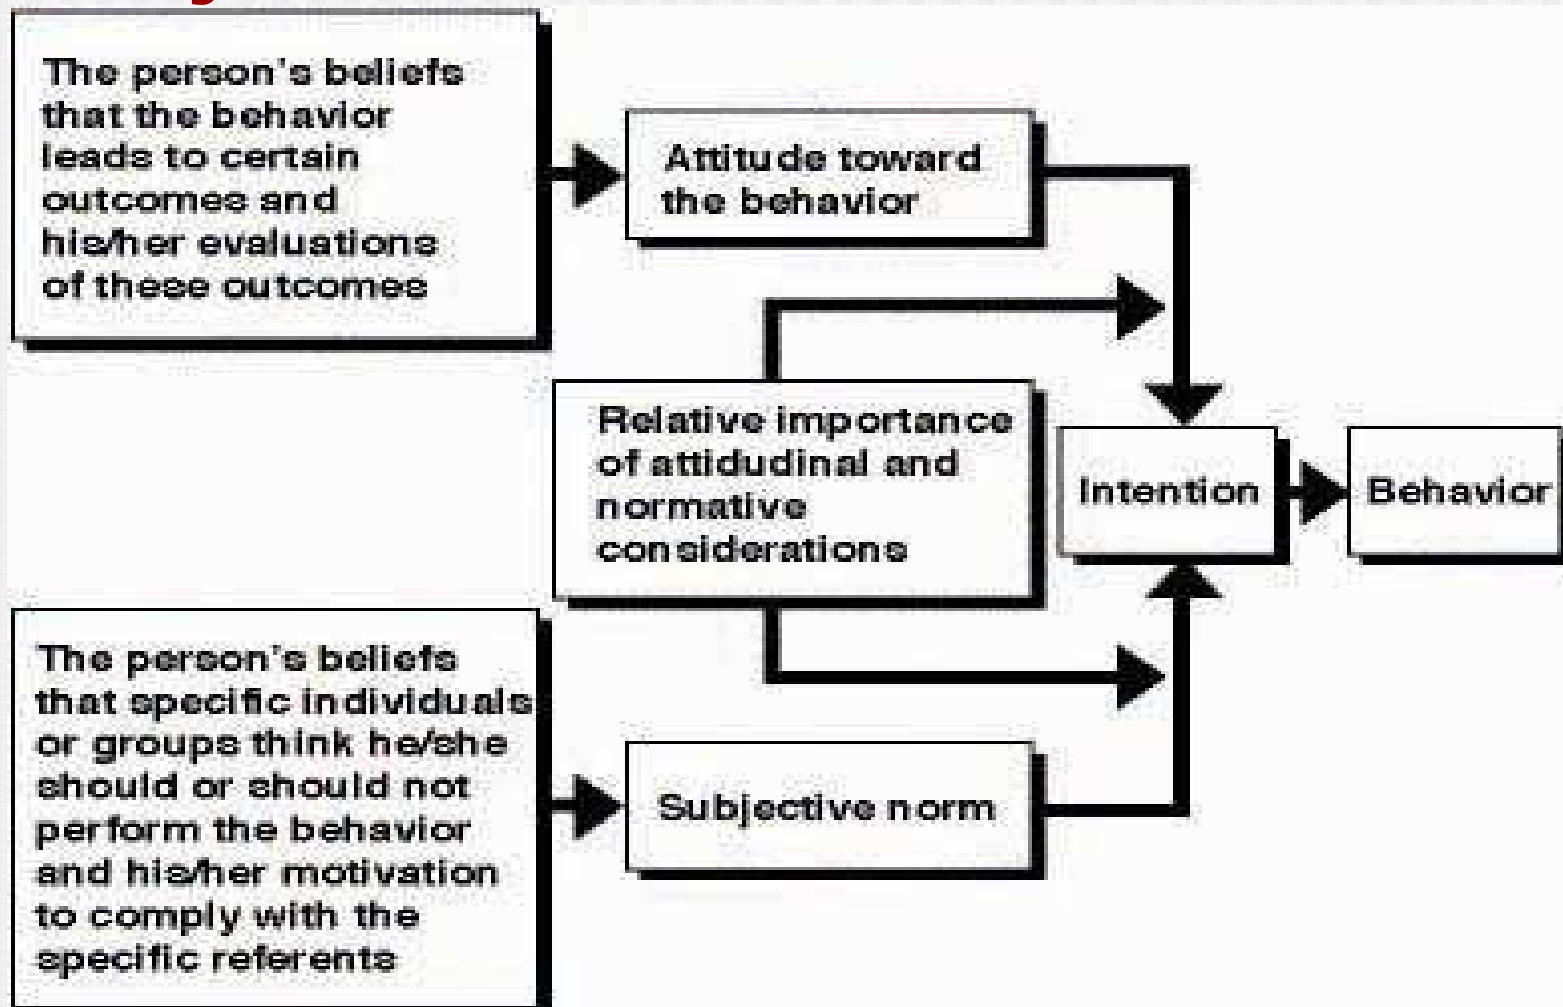 The person's beliefs
that the behavior
leads to certain
outcomes and
his/her evaluations
of these outcomes
Attitude toward
the behavior
Relative importance
of attidudinal and
normative
considerations
Intention
Behavior
The person's beliefs
that specific individuals
or groups think he/she
should or should not
perform the behavior
and his/her motivation
to comply with the
specific referents
Subjective norm